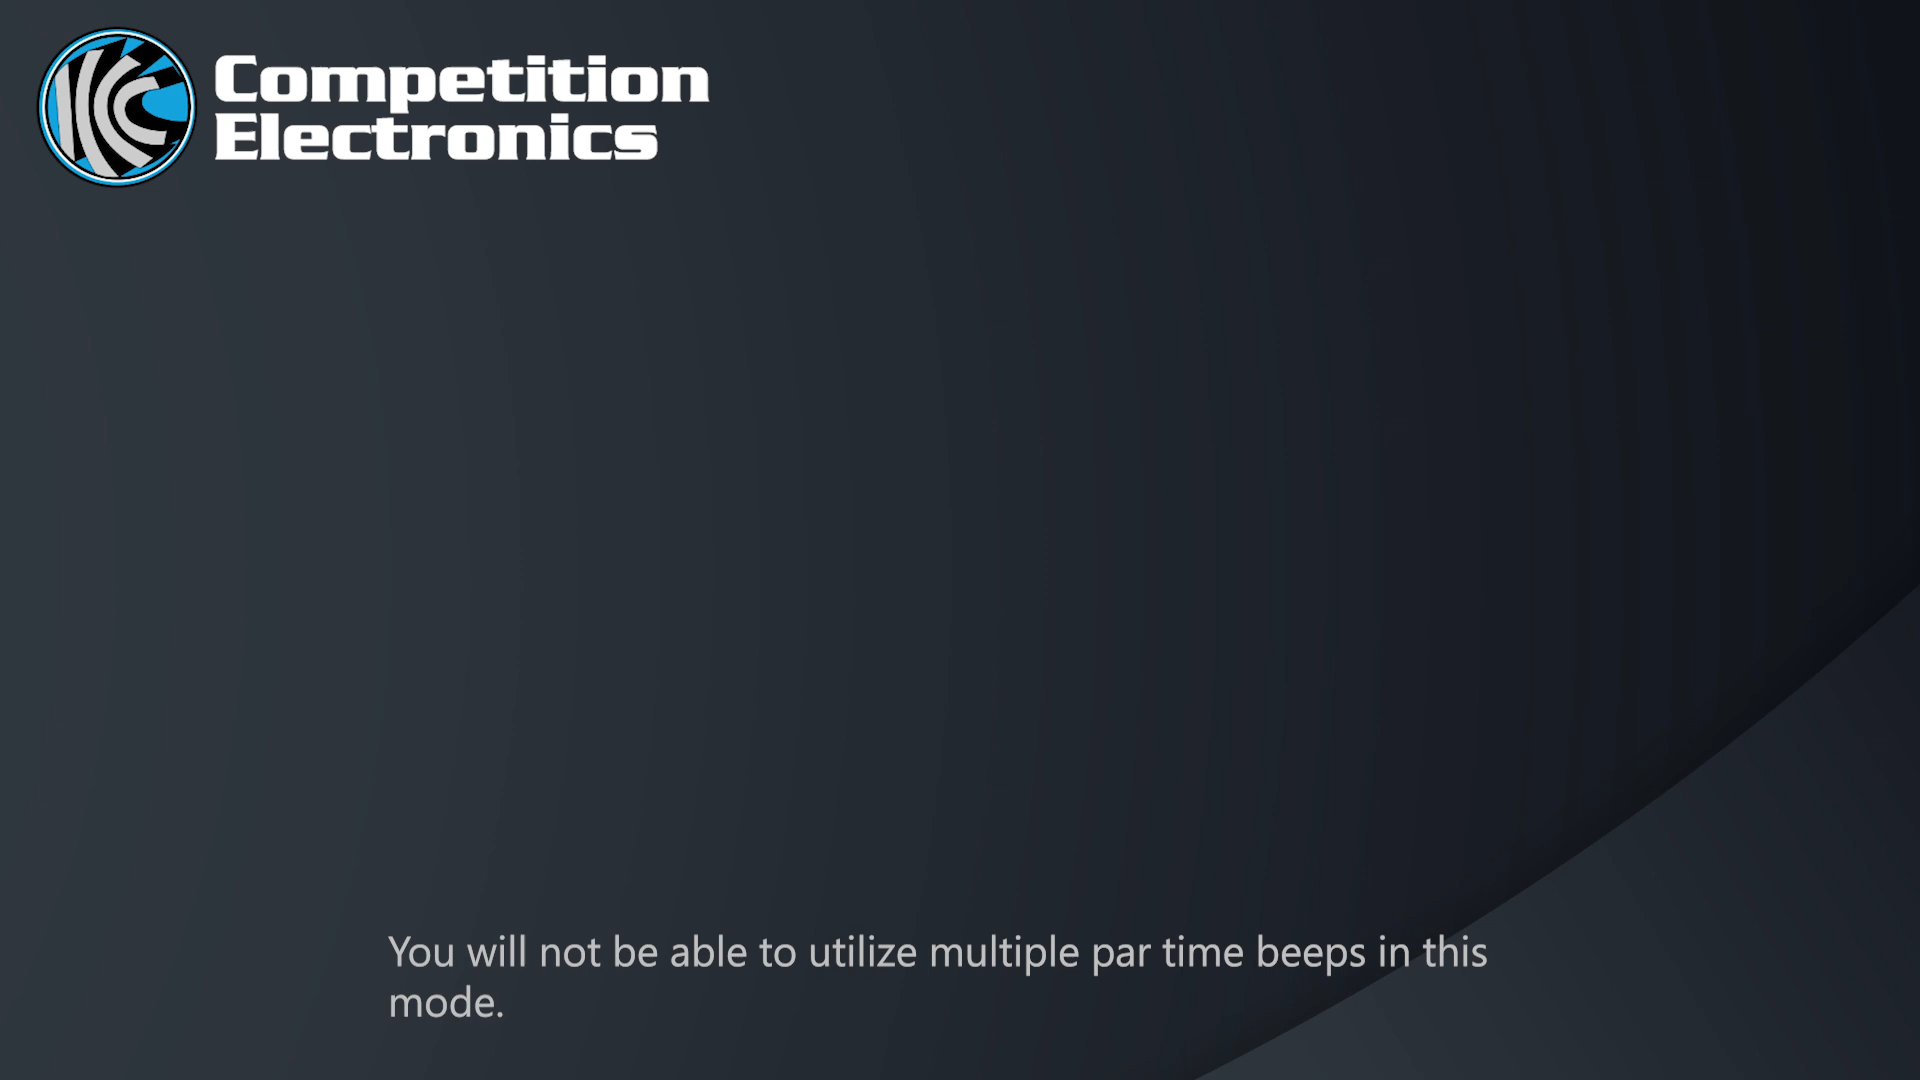 Competition
Electronics
You will not be able to utilize multiple par time beeps in this
mode.